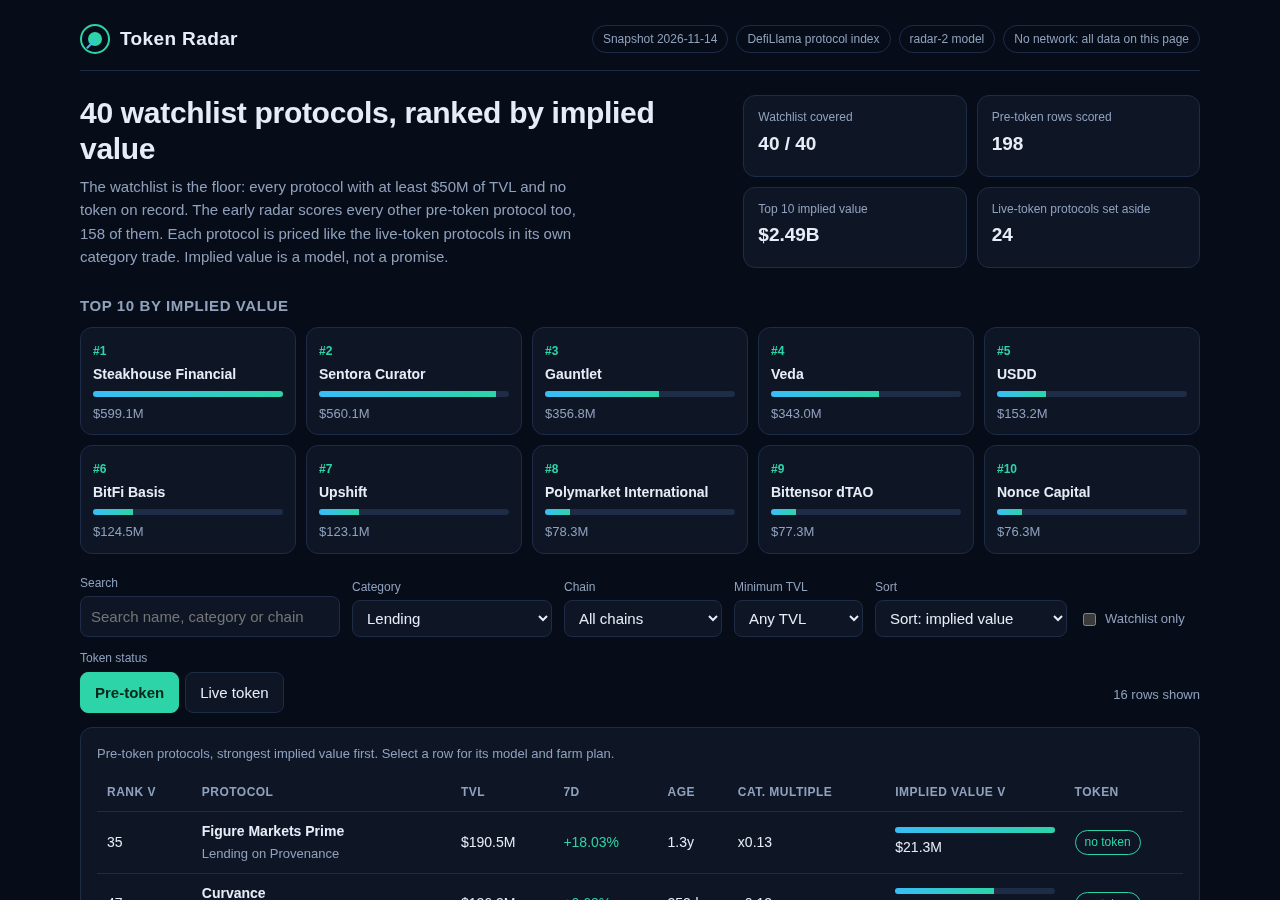 Token Radar
Snapshot 2026-11-14
DefiLlama protocol index
radar-2 model
No network: all data on this page
40 watchlist protocols, ranked by implied
value
The watchlist is the floor: every protocol with at least $50M of TVL and no
token on record. The early radar scores every other pre-token protocol too,
158 of them. Each protocol is priced like the live-token protocols in its own
category trade. Implied value is a model, not a promise.
Watchlist covered
40 / 40
Pre-token rows scored
198
Top 10 implied value
$2.49B
Live-token protocols set aside
24
TOP 10 BY IMPLIED VALUE
#1
Steakhouse Financial
$599.1M
#2
Sentora Curator
$560.1M
#3
Gauntlet
$356.8M
#4
Veda
$343.0M
#5
USDD
$153.2M
#6
BitFi Basis
$124.5M
#7
Upshift
$123.1M
#8
Polymarket International
$78.3M
#9
Bittensor dTAO
$77.3M
#10
Nonce Capital
$76.3M
Search
Search name, category or chain
Category
Lending
Chain
All chains
Minimum TVL
Any TVL
Sort
Sort: implied value
Watchlist only
Token status
Pre-token
Live token
16 rows shown
Pre-token protocols, strongest implied value first. Select a row for its model and farm plan.
RANK V PROTOCOL TVL 7D AGE CAT. MULTIPLE IMPLIED VALUE V TOKEN
35 Figure Markets Prime $190.5M +18.03% 1.3y x0.13 $21.3M no token
Lending on Provenance
Curvance